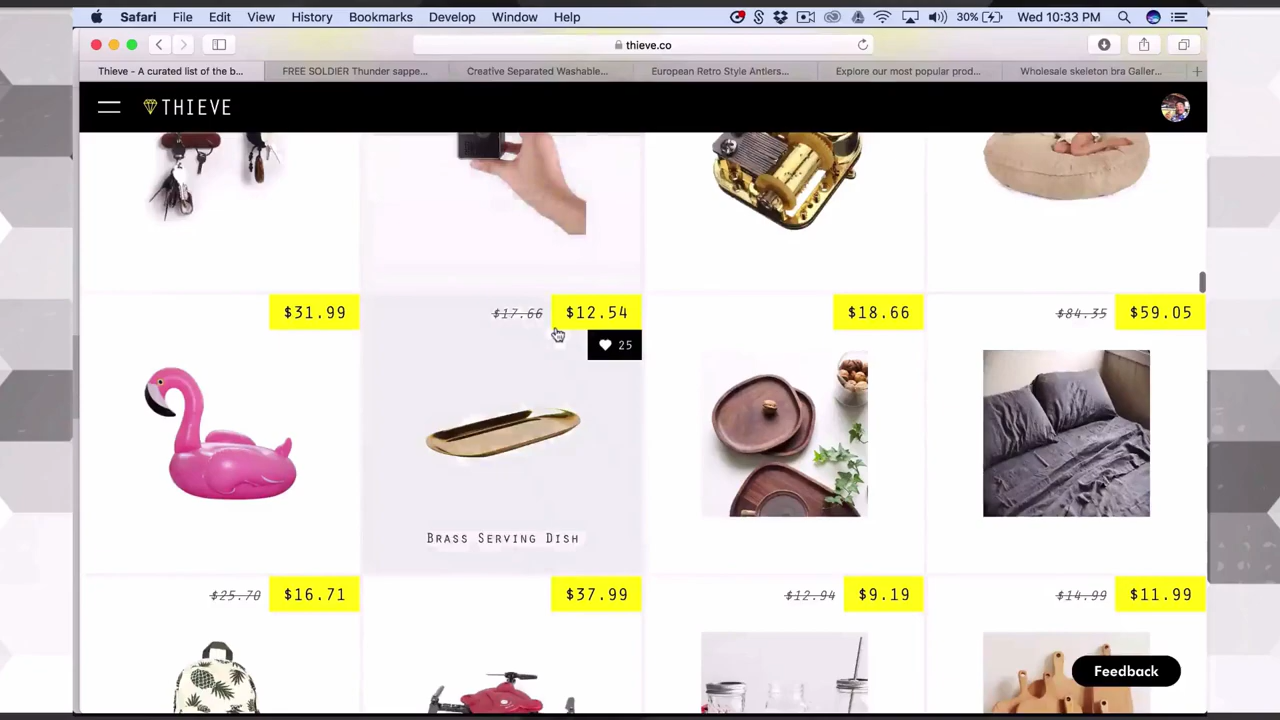 Safari File Edit View History Bookmarks Develop Window Help 30% Wed 10:33 PM
thieve.co
Thieve - A curated list of the b... FREE SOLDIER Thunder sappe... Creative Separated Washable... European Retro Style Antlers... Explore our most popular prod... Wholesale skeleton bra Galler...
THIEVE
$31.99 $17.66 $12.54 $18.66 $84.35 $59.05
25
BRASS SERVING DISH
$25.70 $16.71 $37.99 $12.94 $9.19 $14.99 $11.99
Feedback